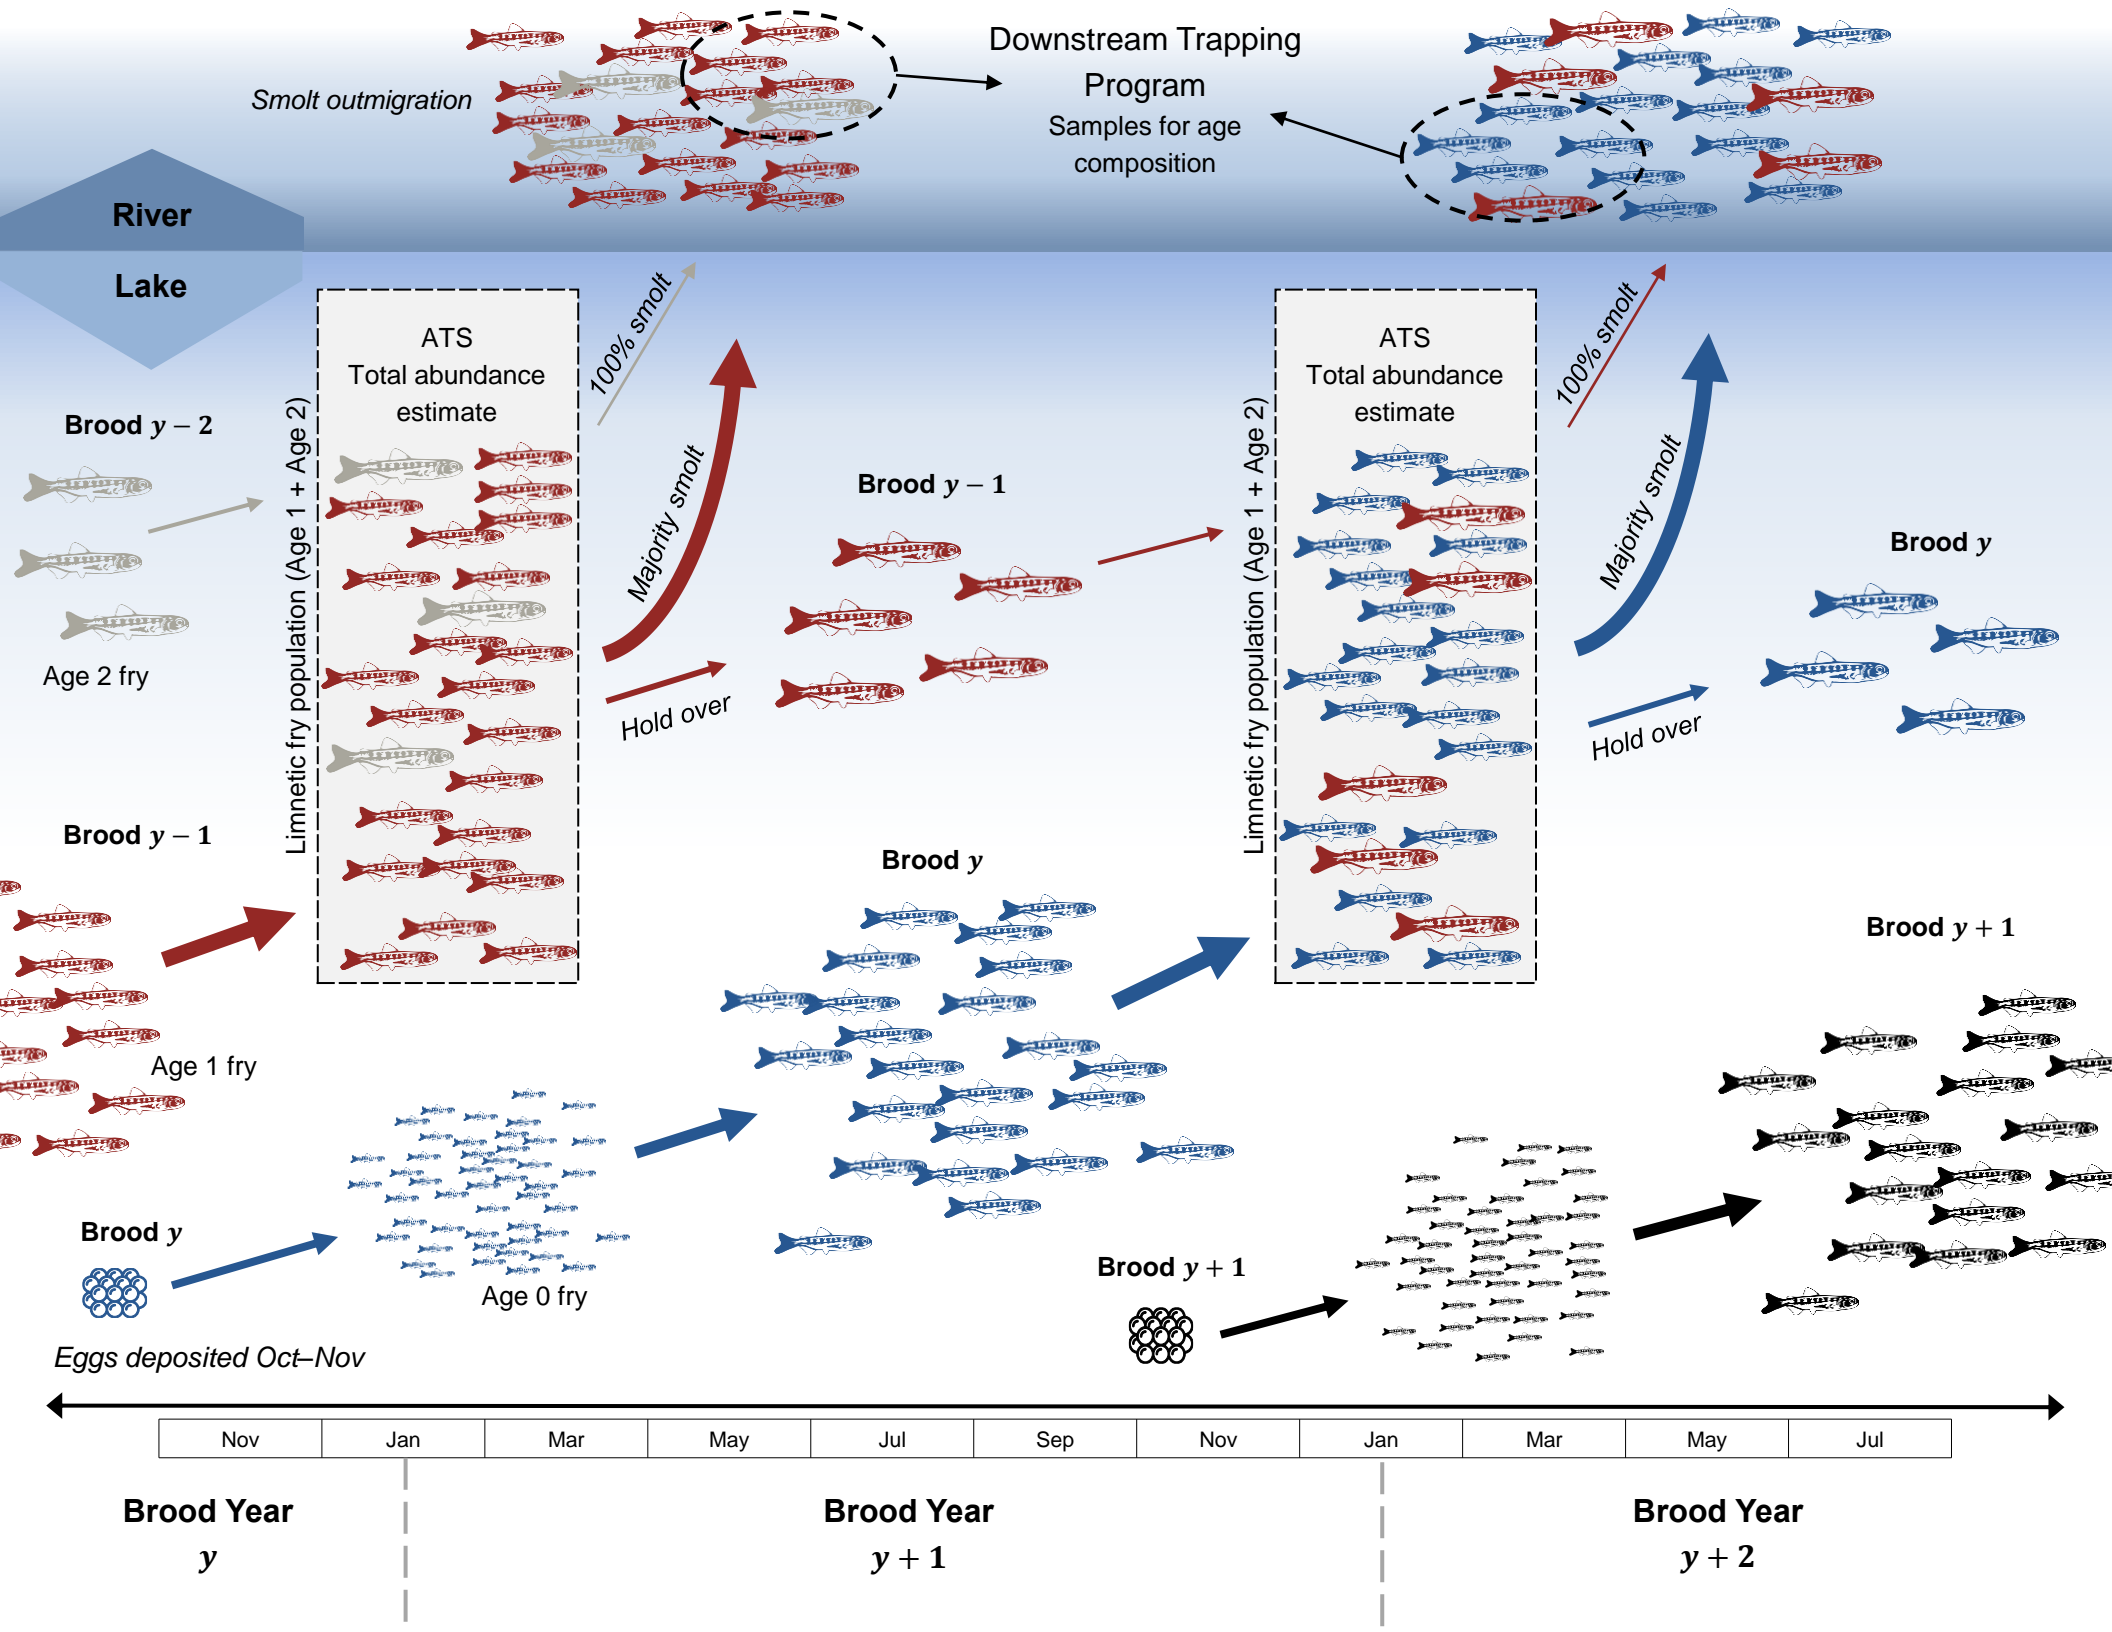 Smolt outmigration
Downstream Trapping
Program
Samples for age
composition
River
Lake
ATS
Total abundance
estimate
Limnetic fry population (Age 1 + Age 2)
100% smolt
Majority smolt
Hold over
Brood y − 2
Age 2 fry
Brood y − 1
Age 1 fry
Brood y − 1
Brood y
ATS
Total abundance
estimate
Limnetic fry population (Age 1 + Age 2)
100% smolt
Majority smolt
Hold over
Brood y
Brood y + 1
Brood y
Age 0 fry
Brood y + 1
Eggs deposited Oct–Nov
Nov Jan Mar May Jul Sep Nov Jan Mar May Jul
Brood Year
y
Brood Year
y + 1
Brood Year
y + 2